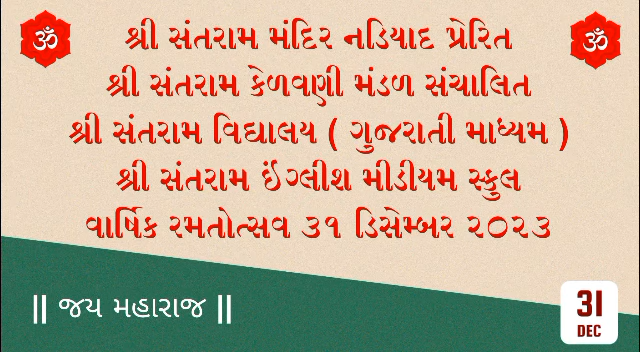 ૐ શ્રી સંતરામ મંદિર નડિયાદ પ્રેરિત ૐ
શ્રી સંતરામ કેળવણી મંડળ સંચાલિત
શ્રી સંતરામ વિદ્યાલય ( ગુજરાતી માધ્યમ )
શ્રી સંતરામ ઈંગ્લીશ મીડીયમ સ્કુલ
વાર્ષિક રમતોત્સવ ૩૧ ડિસેમ્બર ૨૦૨૩
|| જય મહારાજ ||
31
DEC